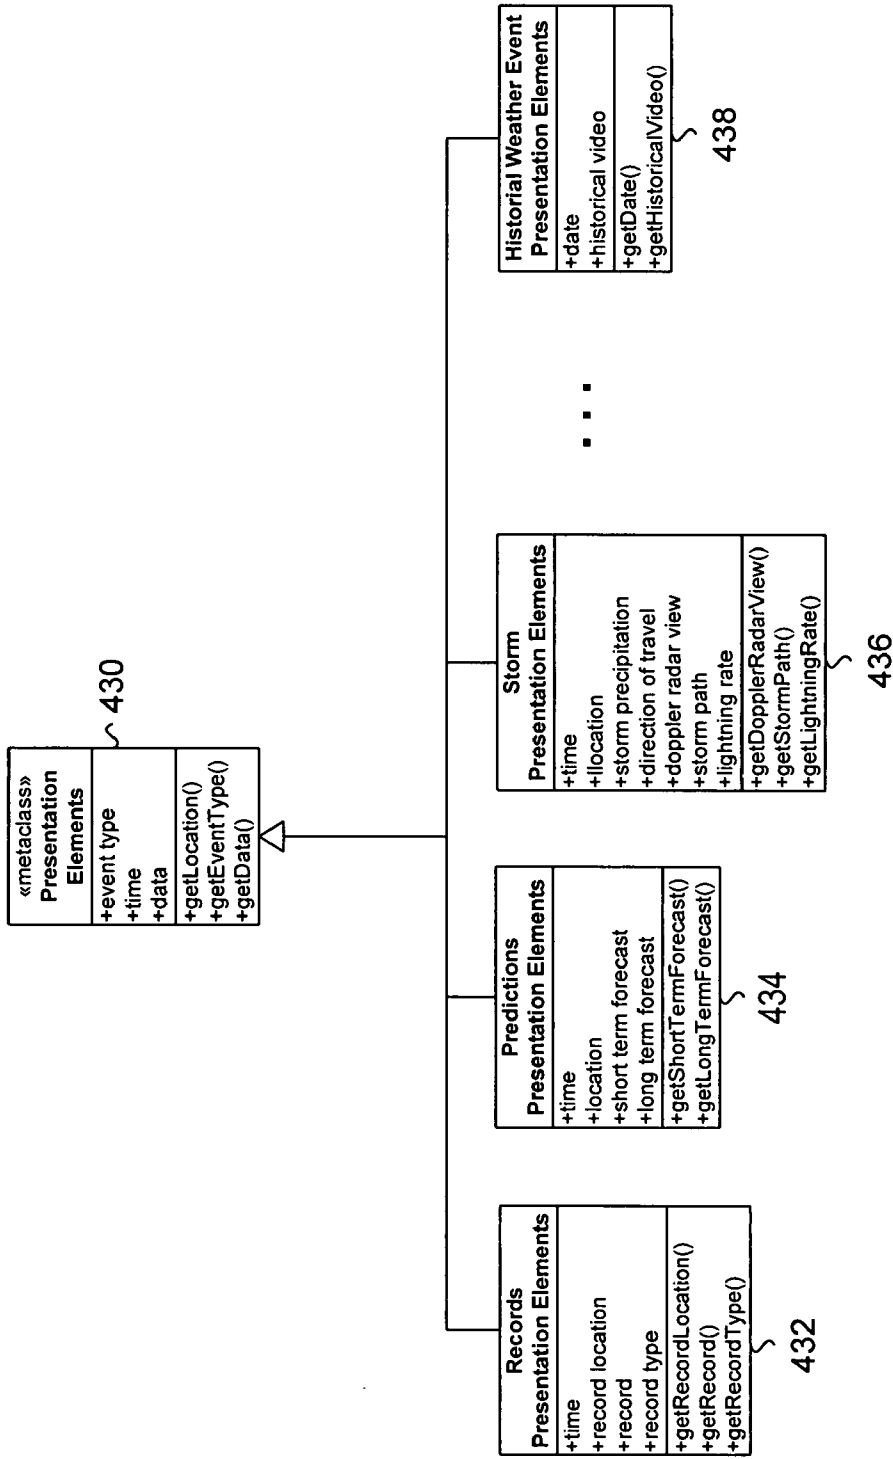 «metaclass»
Presentation
Elements
+event type
+time
+data
+getLocation()
+getEventType()
+getData()
430
Records
Presentation Elements
+time
+record location
+record
+record type
+getRecordLocation()
+getRecord()
+getRecordType()
432
Predictions
Presentation Elements
+time
+location
+short term forecast
+long term forecast
+getShortTermForecast()
+getLongTermForecast()
434
Storm
Presentation Elements
+time
+llocation
+storm precipitation
+direction of travel
+doppler radar view
+storm path
+lightning rate
+getDopplerRadarView()
+getStormPath()
+getLightningRate()
436
. . .
Historial Weather Event
Presentation Elements
+date
+historical video
+getDate()
+getHistoricalVideo()
438